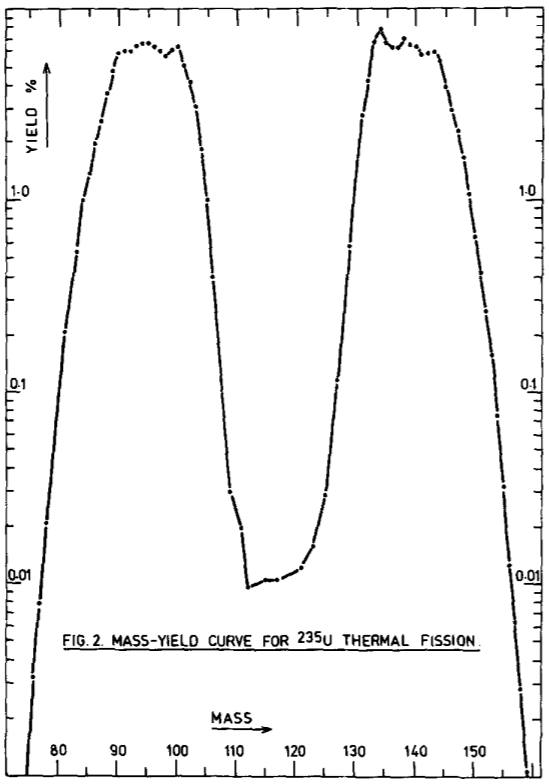 YIELD %
1·0
1.0
0.1
0.1
0.01
0.01
FIG. 2. MASS-YIELD CURVE FOR ²³⁵U THERMAL FISSION.
MASS
80 90 100 110 120 130 140 150